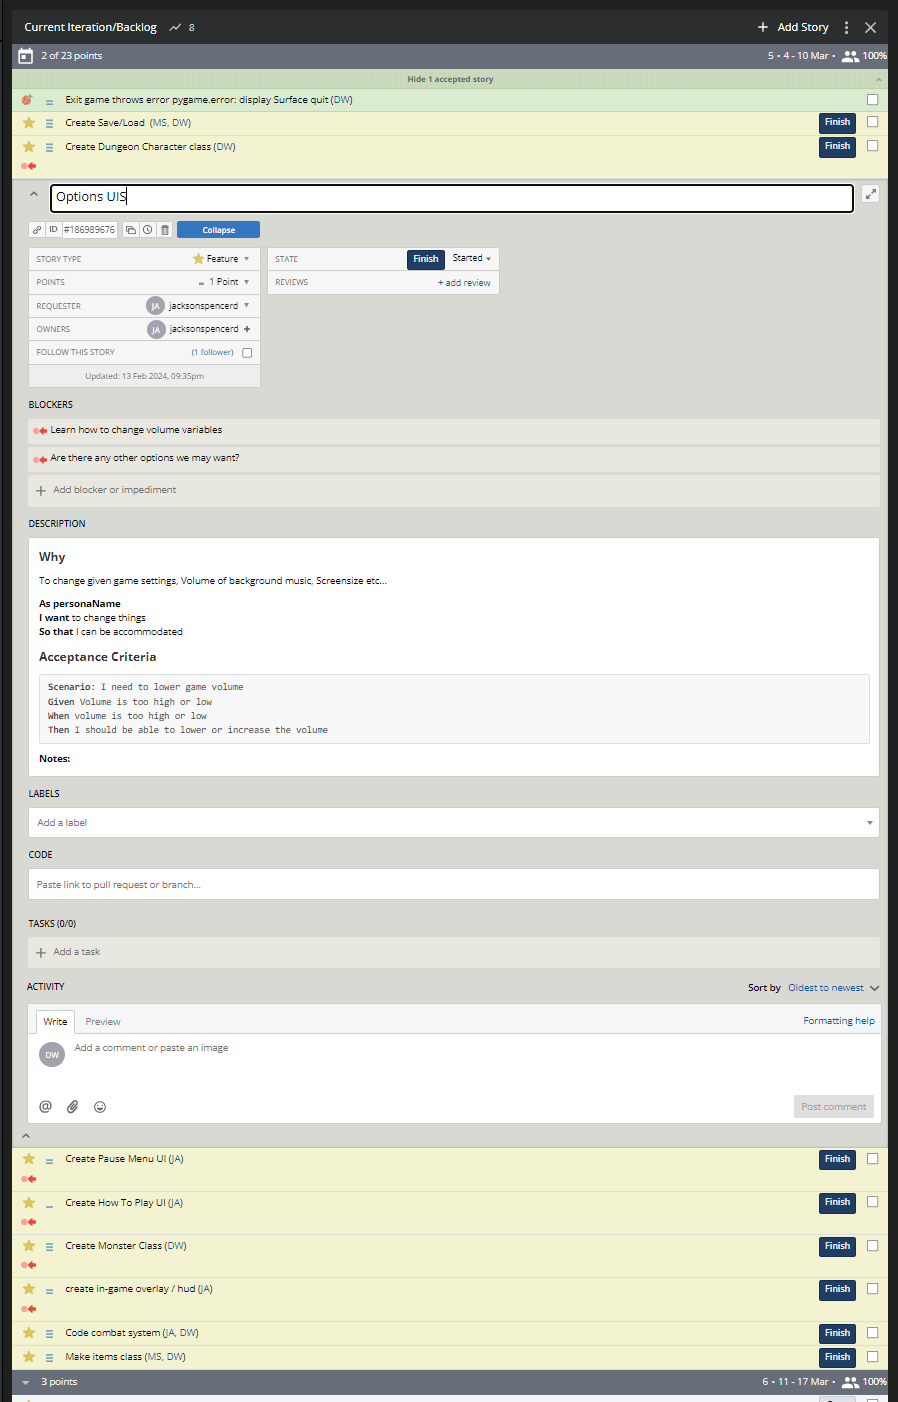 Current Iteration/Backlog 8 + Add Story
2 of 23 points 5 • 4 - 10 Mar • 100%
Hide 1 accepted story
Exit game throws error pygame.error: display Surface quit (DW)
Create Save/Load (MS, DW) Finish
Create Dungeon Character class (DW) Finish
Options UIS
ID #186989676 Collapse
STORY TYPE Feature STATE Finish Started
POINTS 1 Point REVIEWS + add review
REQUESTER JA jacksonspencerd
OWNERS JA jacksonspencerd +
FOLLOW THIS STORY (1 follower)
Updated: 13 Feb 2024, 09:35pm
BLOCKERS
Learn how to change volume variables
Are there any other options we may want?
+ Add blocker or impediment
DESCRIPTION
Why
To change given game settings, Volume of background music, Screensize etc...
As personaName
I want to change things
So that I can be accommodated
Acceptance Criteria
Scenario: I need to lower game volume
Given Volume is too high or low
When volume is too high or low
Then I should be able to lower or increase the volume
Notes:
LABELS
Add a label
CODE
Paste link to pull request or branch...
TASKS (0/0)
+ Add a task
ACTIVITY Sort by Oldest to newest
Write Preview Formatting help
DW Add a comment or paste an image
@ Post comment
Create Pause Menu UI (JA) Finish
Create How To Play UI (JA) Finish
Create Monster Class (DW) Finish
create in-game overlay / hud (JA) Finish
Code combat system (JA, DW) Finish
Make items class (MS, DW) Finish
3 points 6 • 11 - 17 Mar • 100%